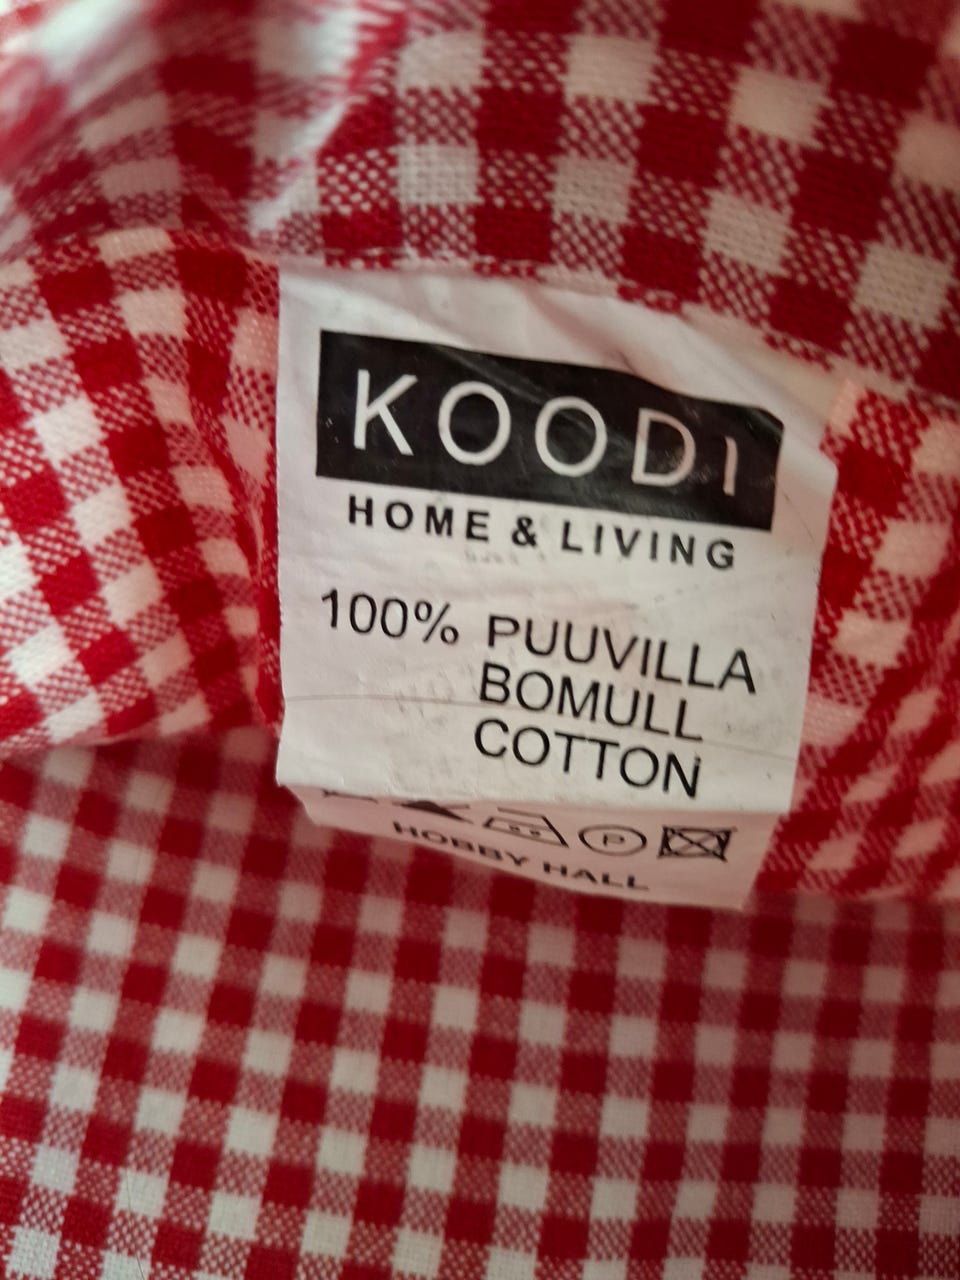 KOODI
HOME & LIVING
100% PUUVILLA
BOMULL
COTTON
P
HOBBY HALL